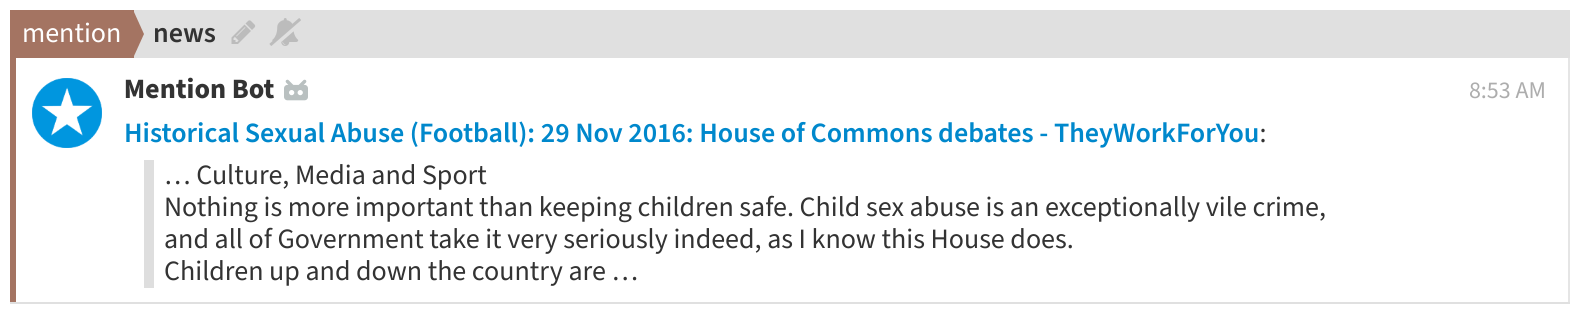 mention news
Mention Bot 8:53 AM
Historical Sexual Abuse (Football): 29 Nov 2016: House of Commons debates - TheyWorkForYou:
… Culture, Media and Sport
Nothing is more important than keeping children safe. Child sex abuse is an exceptionally vile crime,
and all of Government take it very seriously indeed, as I know this House does.
Children up and down the country are …